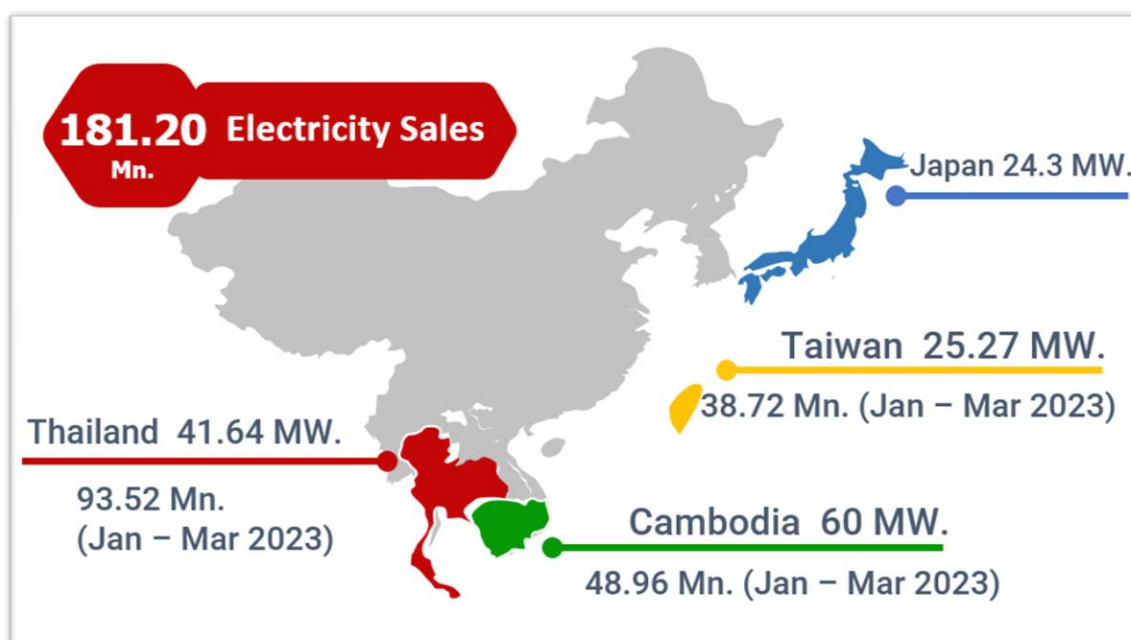 181.20 Electricity Sales
Mn.
Japan 24.3 MW.
Taiwan 25.27 MW.
38.72 Mn. (Jan – Mar 2023)
Thailand 41.64 MW.
93.52 Mn.
(Jan – Mar 2023)
Cambodia 60 MW.
48.96 Mn. (Jan – Mar 2023)